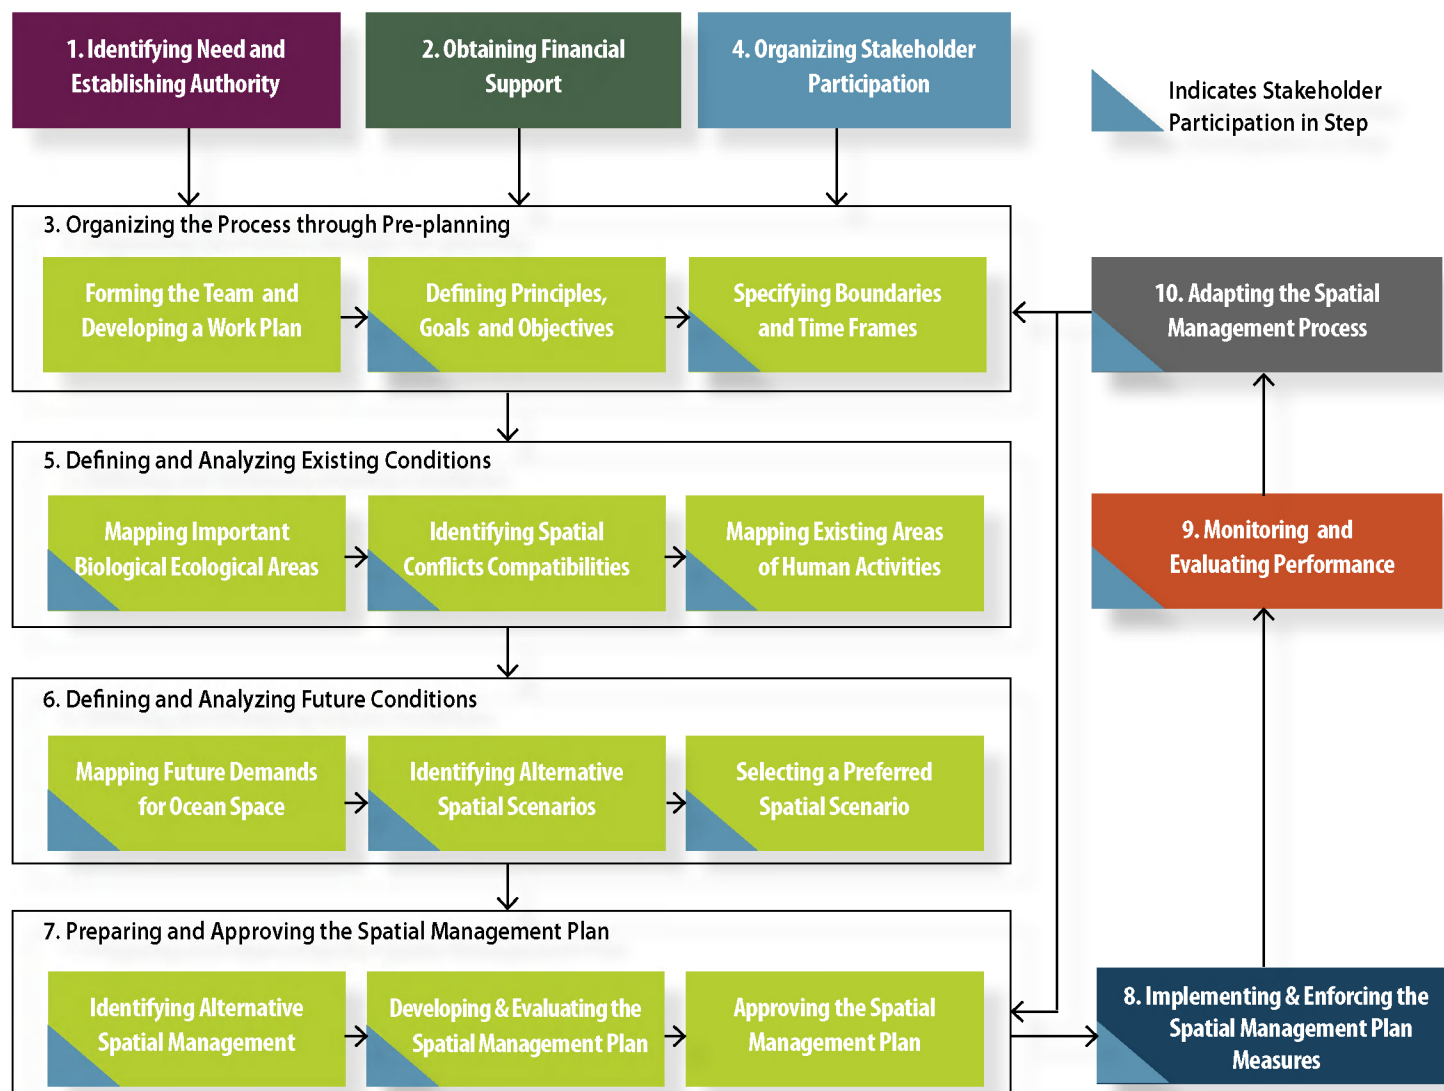 1. Identifying Need and
Establishing Authority
2. Obtaining Financial
Support
4. Organizing Stakeholder
Participation
Indicates Stakeholder
Participation in Step
3. Organizing the Process through Pre-planning
Forming the Team and
Developing a Work Plan
Defining Principles,
Goals and Objectives
Specifying Boundaries
and Time Frames
10. Adapting the Spatial
Management Process
5. Defining and Analyzing Existing Conditions
Mapping Important
Biological Ecological Areas
Identifying Spatial
Conflicts Compatibilities
Mapping Existing Areas
of Human Activities
9. Monitoring and
Evaluating Performance
6. Defining and Analyzing Future Conditions
Mapping Future Demands
for Ocean Space
Identifying Alternative
Spatial Scenarios
Selecting a Preferred
Spatial Scenario
7. Preparing and Approving the Spatial Management Plan
Identifying Alternative
Spatial Management
Developing & Evaluating the
Spatial Management Plan
Approving the Spatial
Management Plan
8. Implementing & Enforcing the
Spatial Management Plan
Measures